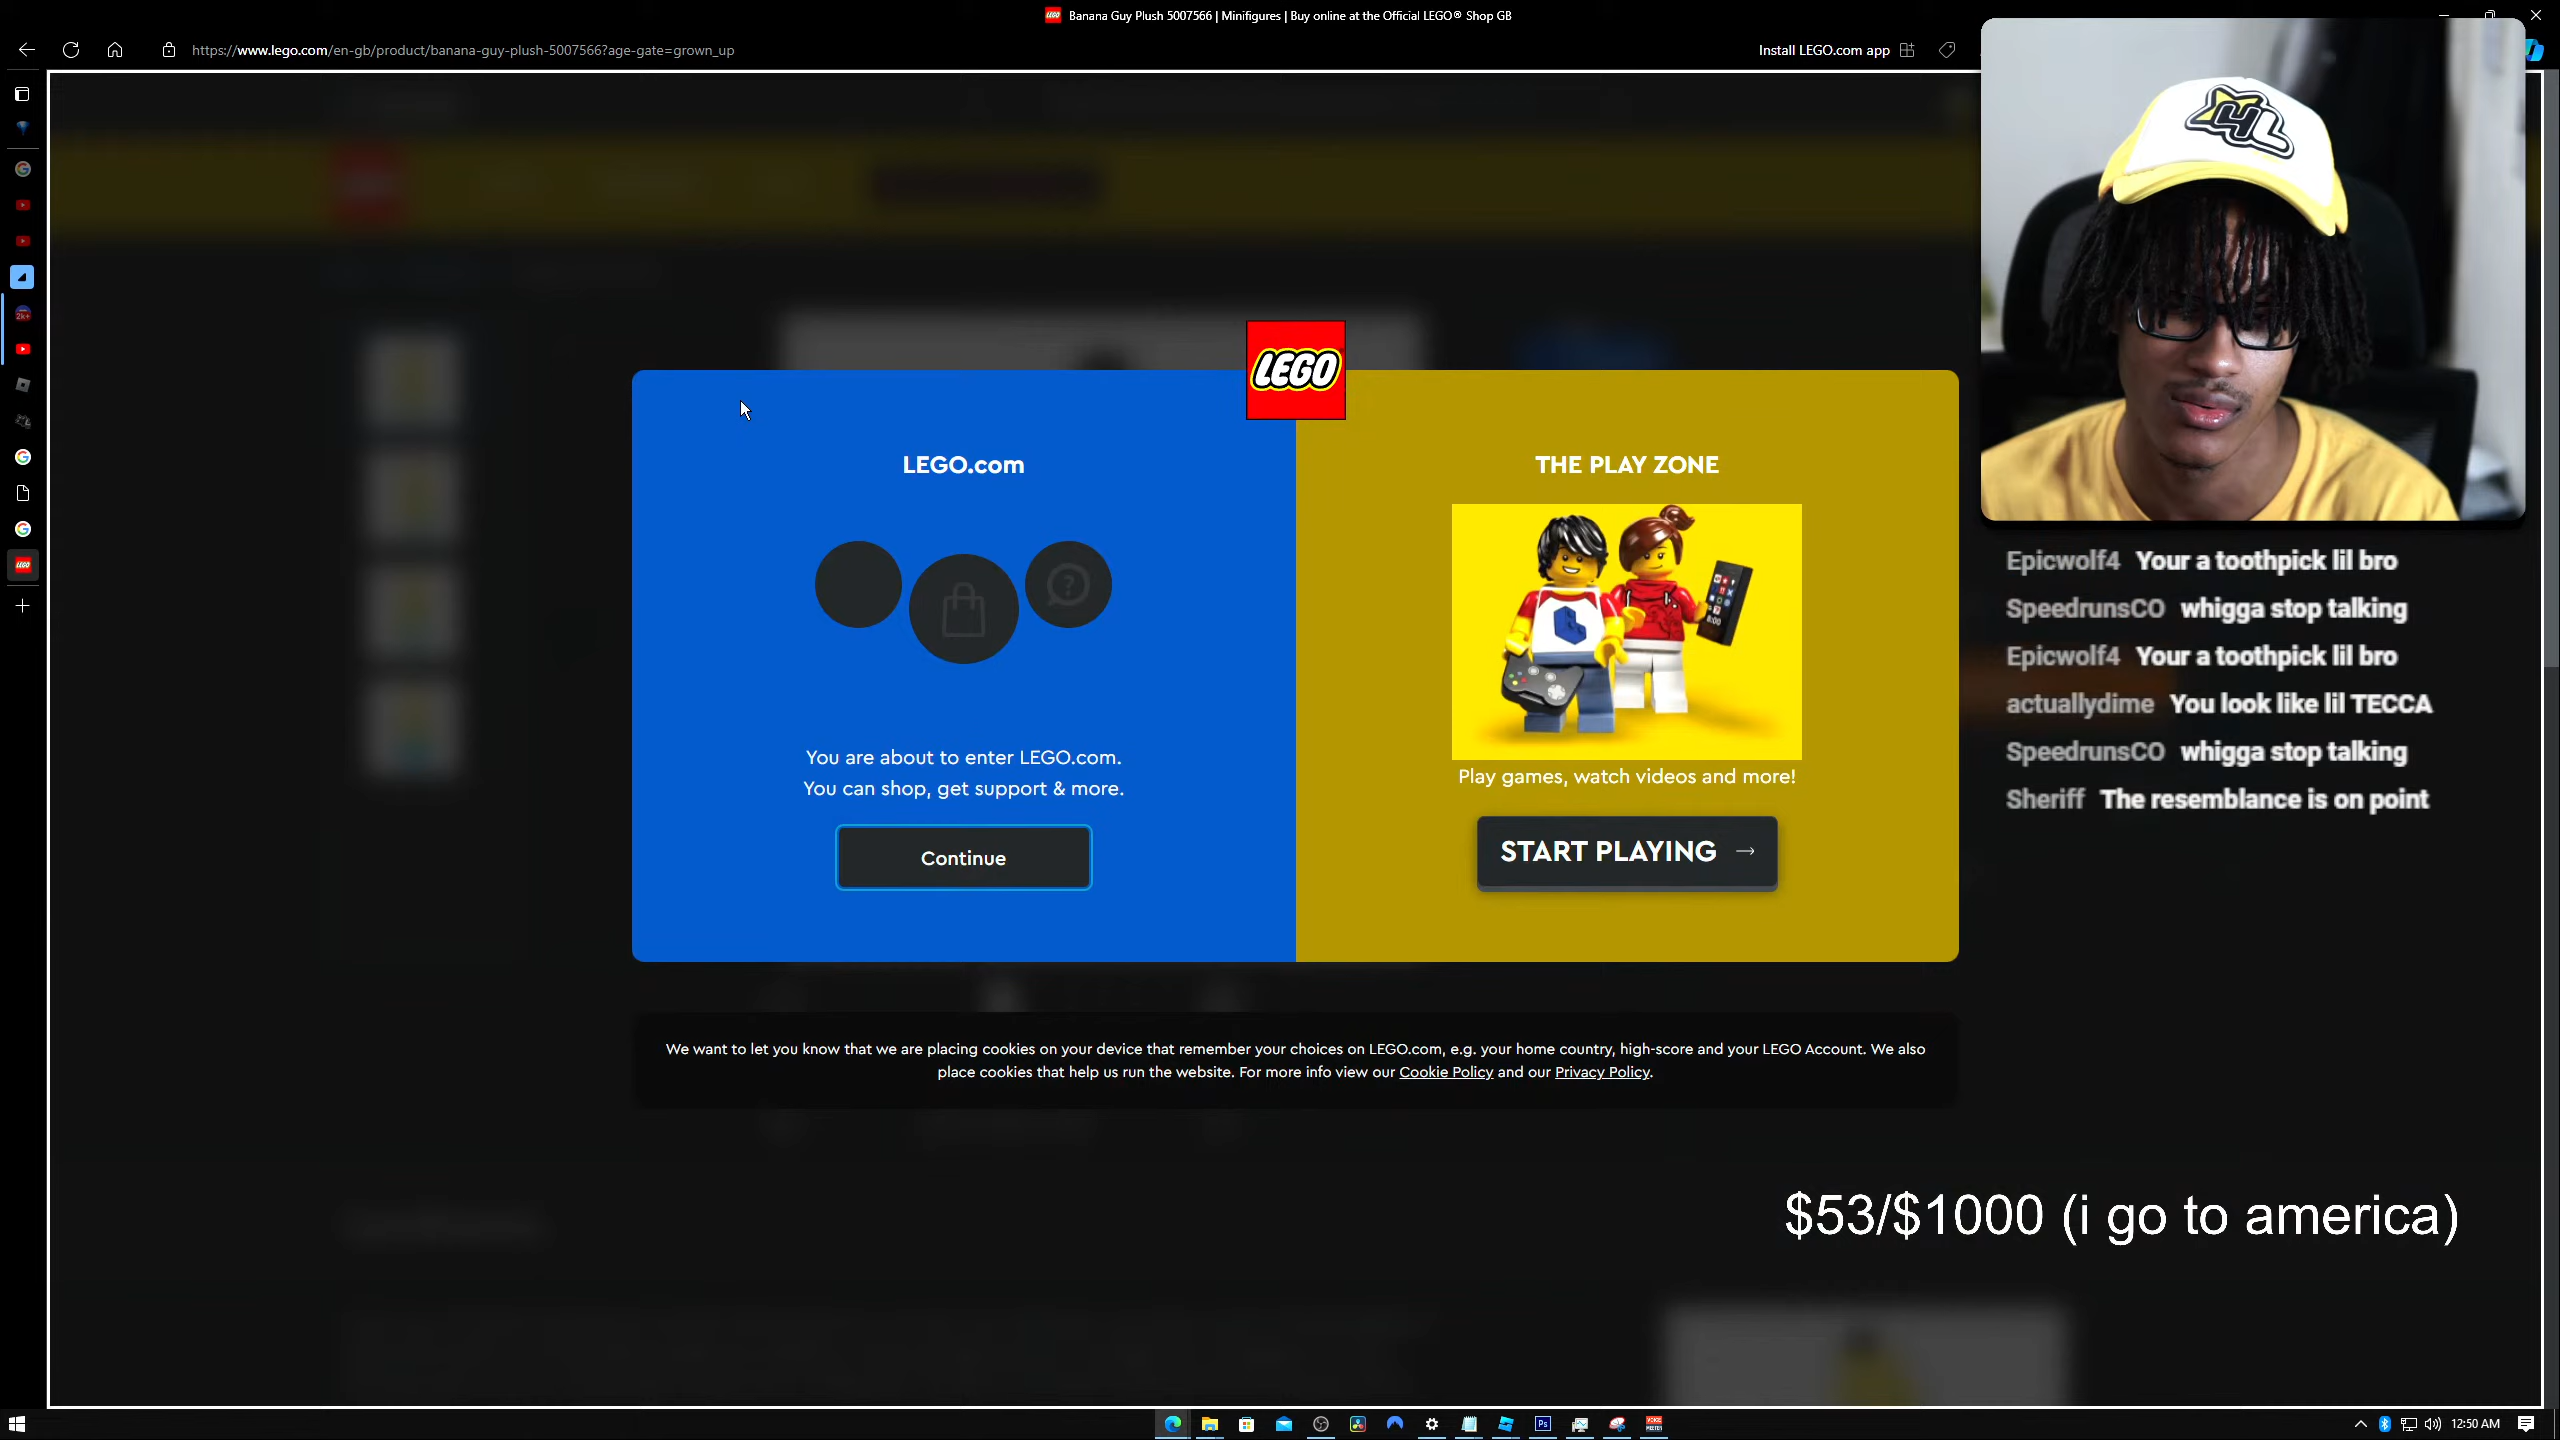 Banana Guy Plush 5007566 | Minifigures | Buy online at the Official LEGO® Shop GB
https://www.lego.com/en-gb/product/banana-guy-plush-5007566?age-gate=grown_up
Install LEGO.com app
4L
LEGO
LEGO.com
THE PLAY ZONE
You are about to enter LEGO.com.
You can shop, get support & more.
Continue
Play games, watch videos and more!
START PLAYING →
Epicwolf4 Your a toothpick lil bro
SpeedrunsCO whigga stop talking
Epicwolf4 Your a toothpick lil bro
actuallydime You look like lil TECCA
SpeedrunsCO whigga stop talking
Sheriff The resemblance is on point
We want to let you know that we are placing cookies on your device that remember your choices on LEGO.com, e.g. your home country, high-score and your LEGO Account. We also
place cookies that help us run the website. For more info view our Cookie Policy and our Privacy Policy.
$53/$1000 (i go to america)
12:50 AM